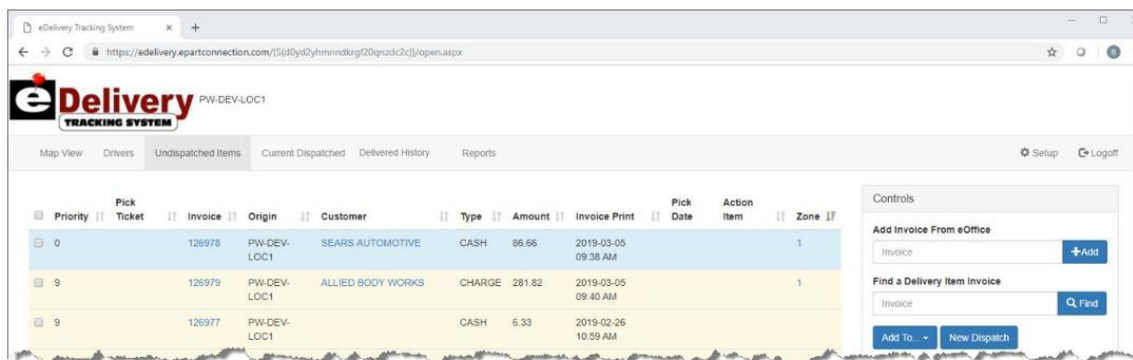 eDelivery Tracking System
https://edelivery.epartconnection.com/(S(d0yd2yhmnndkrgf20qnzdc2c))/open.aspx
eDelivery PW-DEV-LOC1
TRACKING SYSTEM
Map View Drivers Undispatched Items Current Dispatched Delivered History Reports Setup Logoff
Priority Pick Ticket Invoice Origin Customer Type Amount Invoice Print Pick Date Action Item Zone
0 126978 PW-DEV-LOC1 SEARS AUTOMOTIVE CASH 86.66 2019-03-05 09:38 AM 1
9 126979 PW-DEV-LOC1 ALLIED BODY WORKS CHARGE 281.82 2019-03-05 09:40 AM 1
9 126977 PW-DEV-LOC1 CASH 6.33 2019-02-26 10:59 AM
Controls
Add Invoice From eOffice
Invoice +Add
Find a Delivery Item Invoice
Invoice Find
Add To... New Dispatch